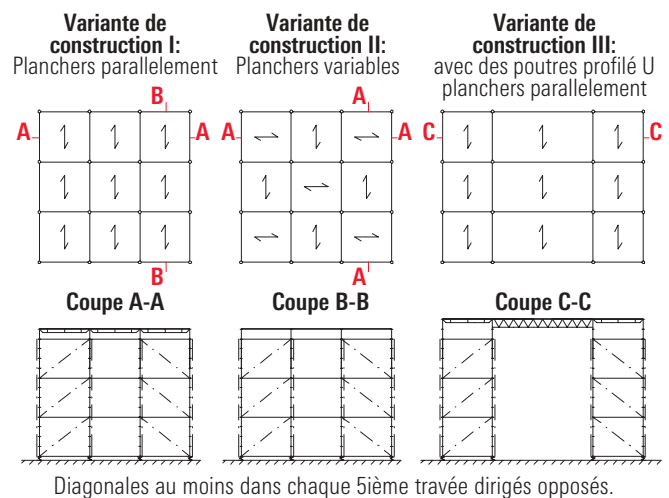 Variante de
construction I:
Planchers parallelement
Variante de
construction II:
Planchers variables
Variante de
construction III:
avec des poutres profilé U
planchers parallelement
B
A
A
B
A
A
A
C
C
Coupe A-A
Coupe B-B
Coupe C-C
Diagonales au moins dans chaque 5ième travée dirigés opposés.